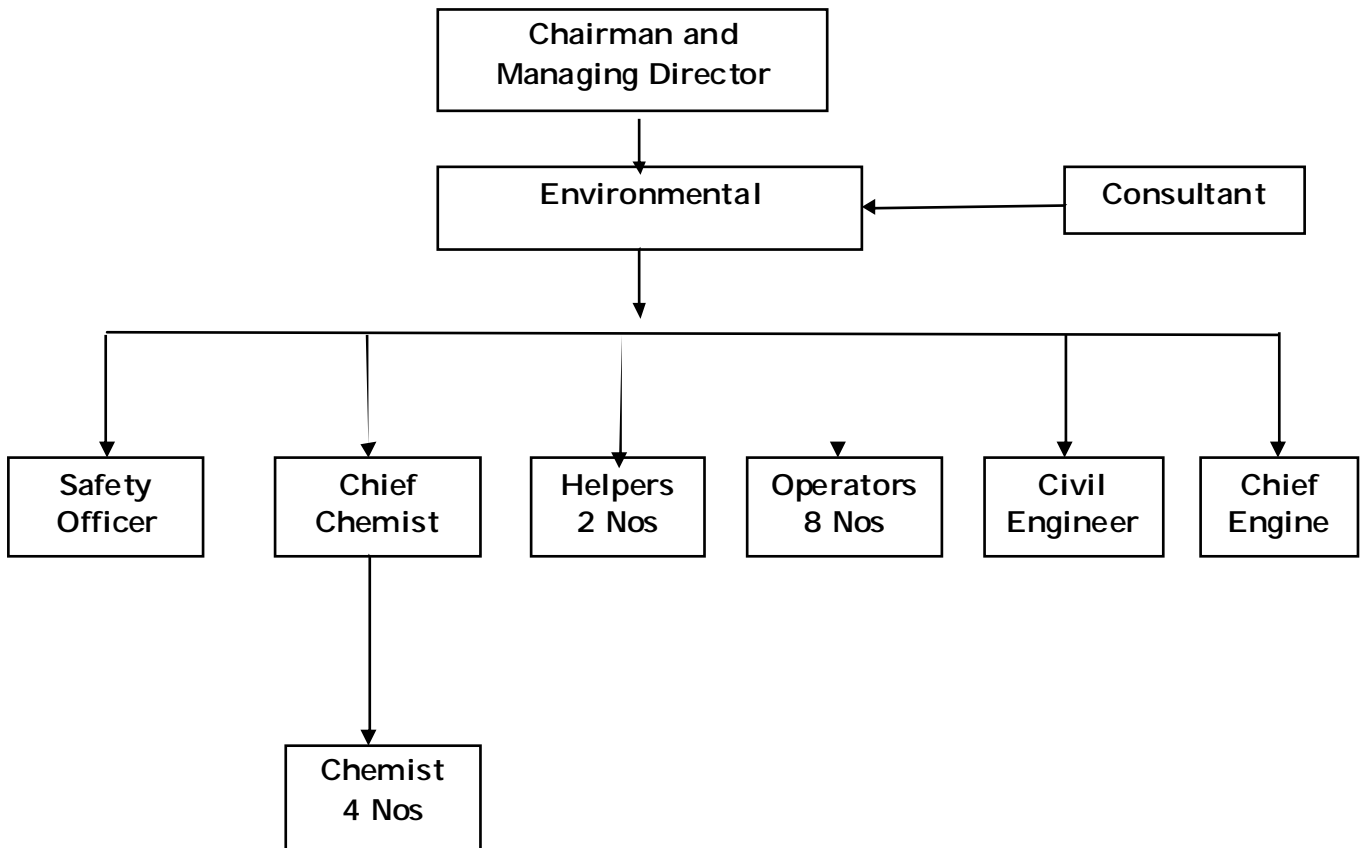 Chairman and
Managing Director
Environmental
Consultant
Safety
Officer
Chief
Chemist
Helpers
2 Nos
Operators
8 Nos
Civil
Engineer
Chief
Engine
Chemist
4 Nos